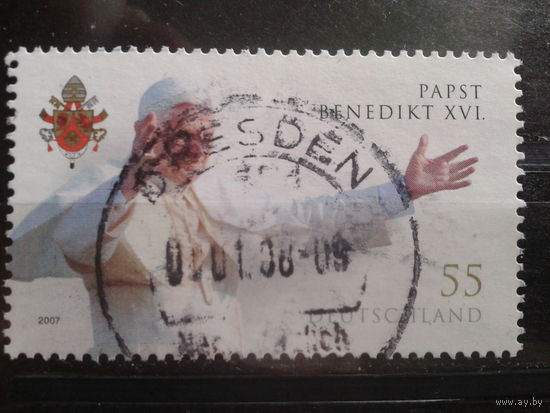 PAPST
BENEDIKT XVI.
DRESDEN
55
2007
DEUTSCHLAND
www.ay.by